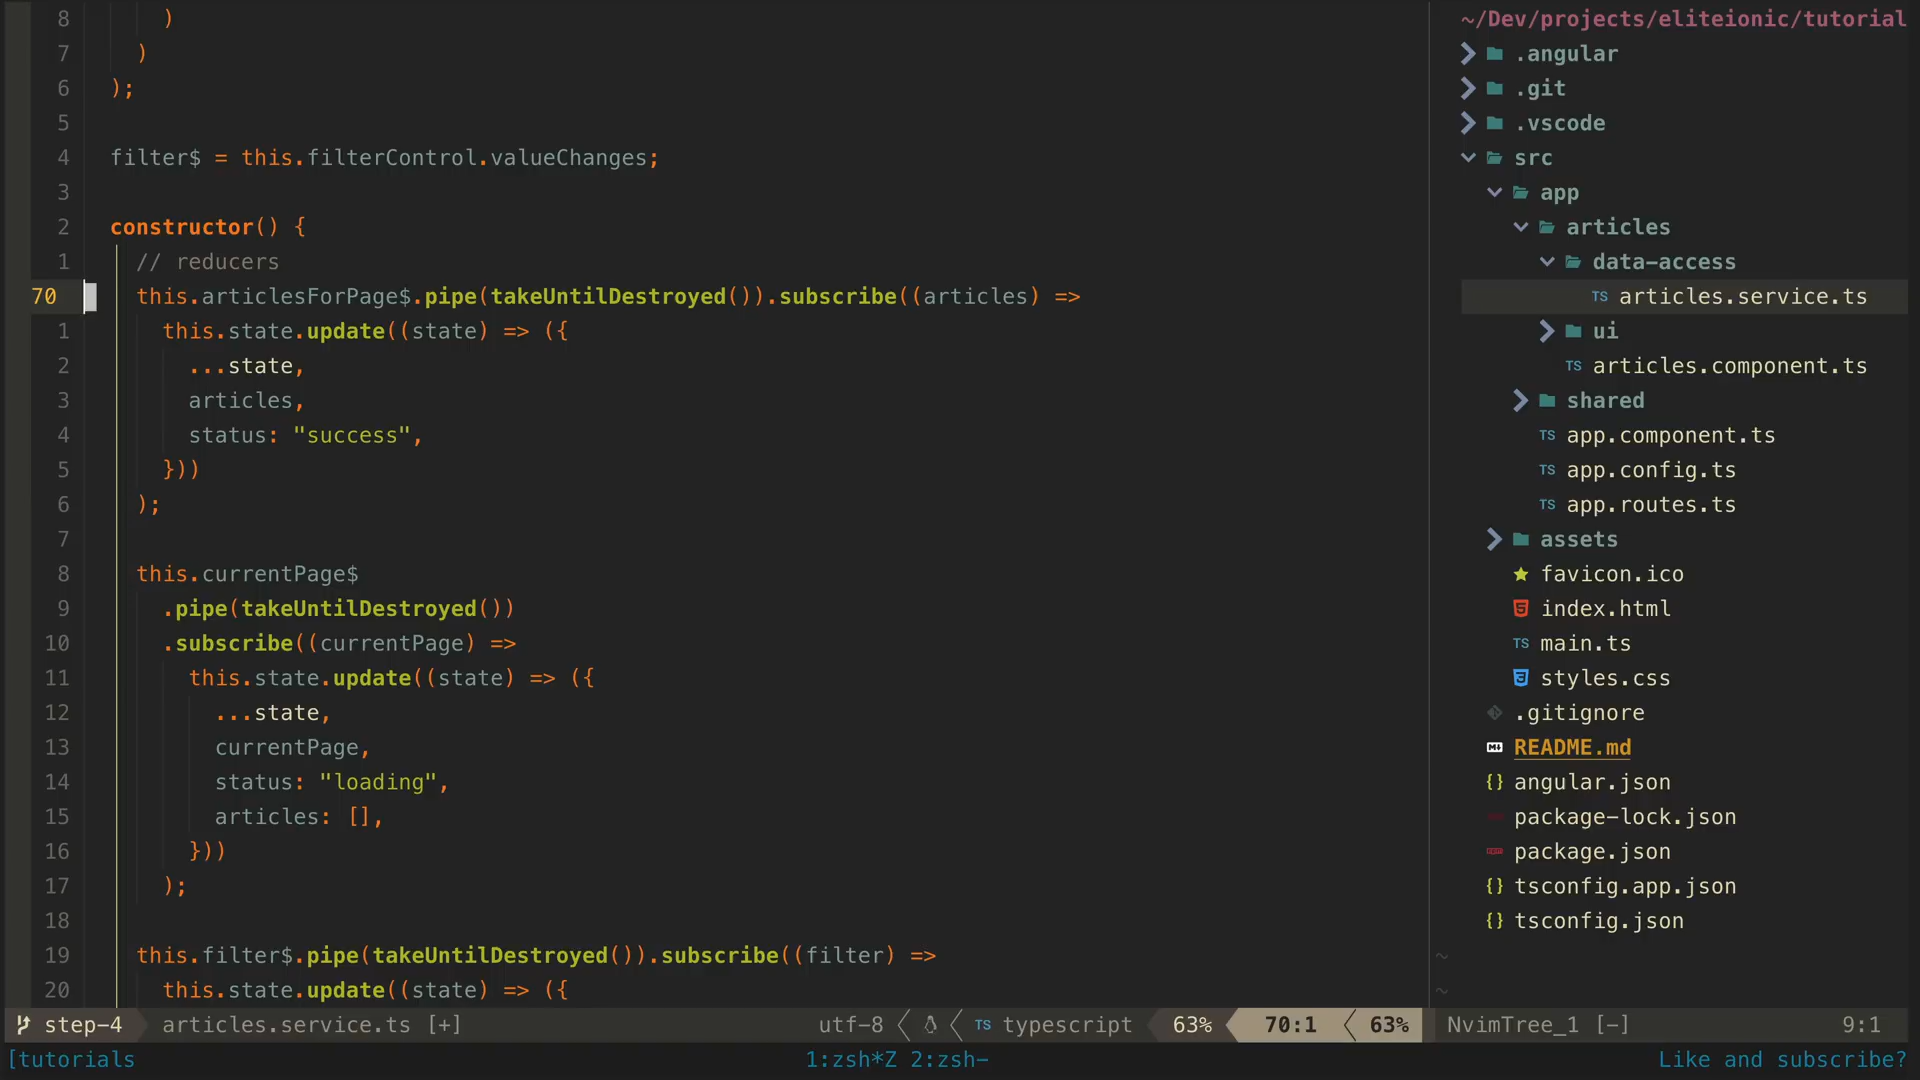 8 )
7 )
6 );
5
4 filter$ = this.filterControl.valueChanges;
3
2 constructor() {
1 // reducers
70 this.articlesForPage$.pipe(takeUntilDestroyed()).subscribe((articles) =>
1 this.state.update((state) => ({
2 ...state,
3 articles,
4 status: "success",
5 }))
6 );
7
8 this.currentPage$
9 .pipe(takeUntilDestroyed())
10 .subscribe((currentPage) =>
11 this.state.update((state) => ({
12 ...state,
13 currentPage,
14 status: "loading",
15 articles: [],
16 }))
17 );
18
19 this.filter$.pipe(takeUntilDestroyed()).subscribe((filter) =>
20 this.state.update((state) => ({
~/Dev/projects/eliteionic/tutorial
.angular
.git
.vscode
src
app
articles
data-access
TS articles.service.ts
ui
TS articles.component.ts
shared
TS app.component.ts
TS app.config.ts
TS app.routes.ts
assets
favicon.ico
index.html
TS main.ts
styles.css
.gitignore
README.md
{} angular.json
package-lock.json
package.json
{} tsconfig.app.json
{} tsconfig.json
~
~
step-4 articles.service.ts [+] utf-8 TS typescript 63% 70:1 63% NvimTree_1 [-] 9:1
[tutorials 1:zsh*Z 2:zsh- Like and subscribe?